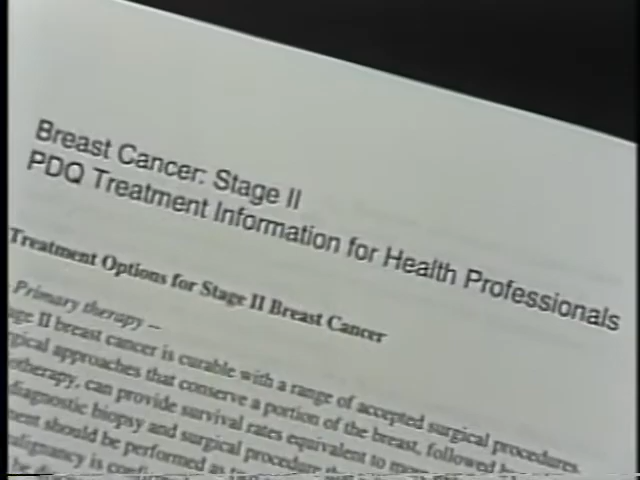 Breast Cancer: Stage II
PDQ Treatment Information for Health Professionals
Treatment Options for Stage II Breast Cancer
Primary therapy --
ge II breast cancer is curable with a range of accepted surgical procedures.
gical approaches that conserve a portion of the breast, followed
therapy, can provide survival rates equivalent to
diagnostic biopsy and surgical procedure
ment should be performed as
alignancy is